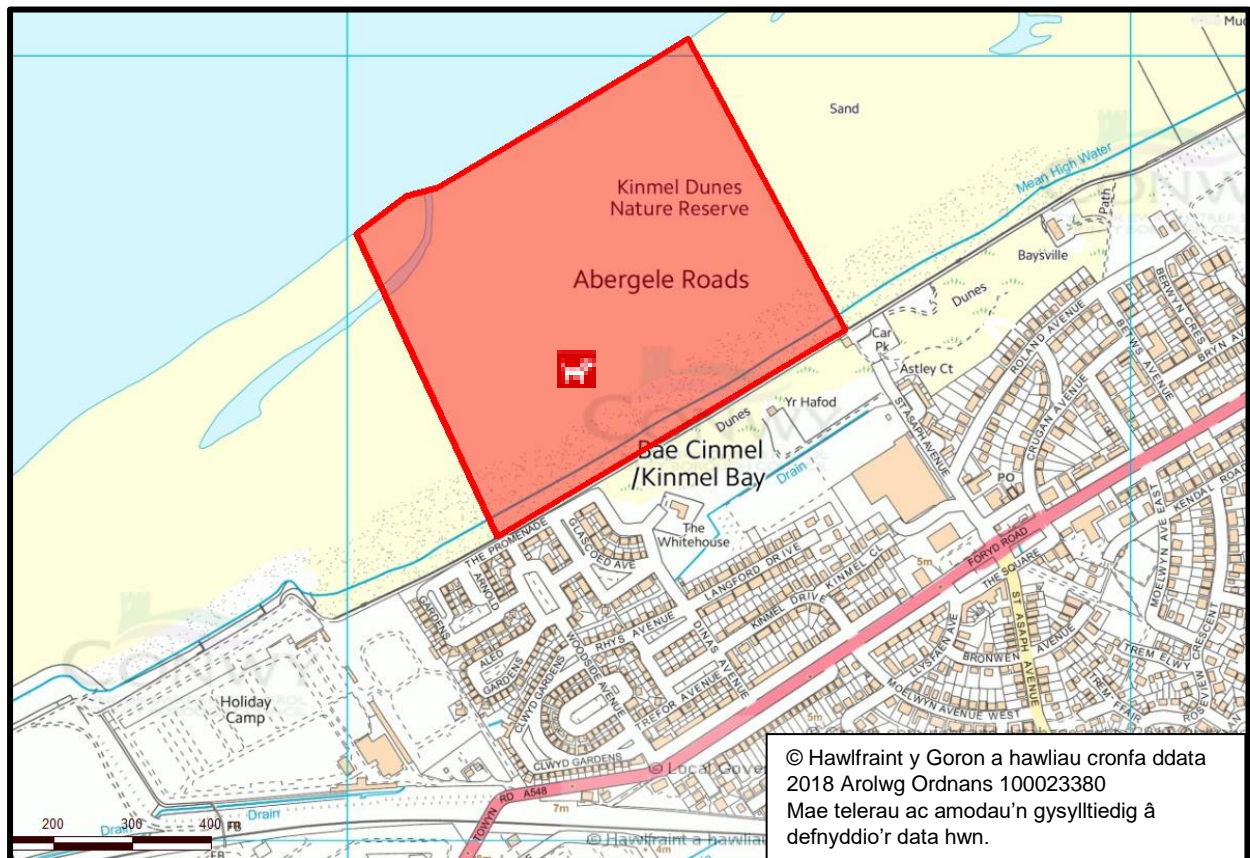 Sand
Mean High Water
Kinmel Dunes
Nature Reserve
Path
Baysville
Abergele Roads
Dunes
Car
Pk
Astley Ct
ROLAND AVENUE
BERWYN CRES
BETWS AVENUE
CRUGAN AVENUE
ST ASAPH AVENUE
Yr Hafod
Dunes
Bae Cinmel
/Kinmel Bay
Drain
PO
KENDAL ROAD
MOELWYN AVE EAST
THE PROMENADE
GLASCOED AVE
The
Whitehouse
LANGFORD DRIVE
KINMEL CL
5m
FORYD ROAD
THE SQUARE
ARNOLD
GARDENS
ALED
GARDENS
RHYS AVENUE
KINMEL DRIVE
DINAS AVENUE
WOODSIDE AVENUE
CLWYD GARDENS
TREFOR AVENUE
LLYSFAEN AVE
BRONWEN AVENUE
ST ASAPH AVENUE
TREM ELWY
CRESCENT
ROSEVIEW
TREM
FFAIR
MOELWYN AVENUE WEST
5m
Holiday
Camp
CLWYD GARDENS
TOWYN RD A548
7m
Drain
Drain
FB
FB
4m
200 300 400
© Hawlfraint y Goron a hawliau cronfa ddata
2018 Arolwg Ordnans 100023380
Mae telerau ac amodau’n gysylltiedig â
defnyddio’r data hwn.